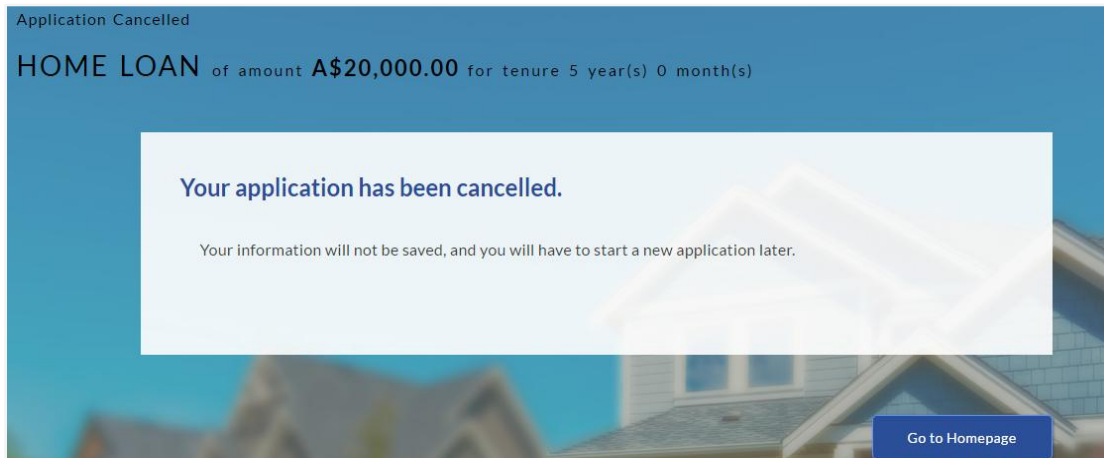 Application Cancelled
HOME LOAN of amount A$20,000.00 for tenure 5 year(s) 0 month(s)
Your application has been cancelled.
Your information will not be saved, and you will have to start a new application later.
Go to Homepage